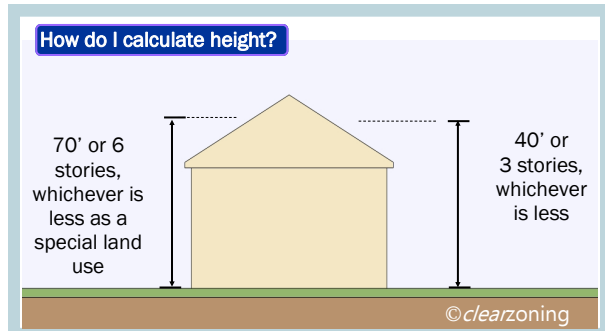 How do I calculate height?
70’ or 6
stories,
whichever is
less as a
special land
use
40’ or
3 stories,
whichever
is less
©clearzoning